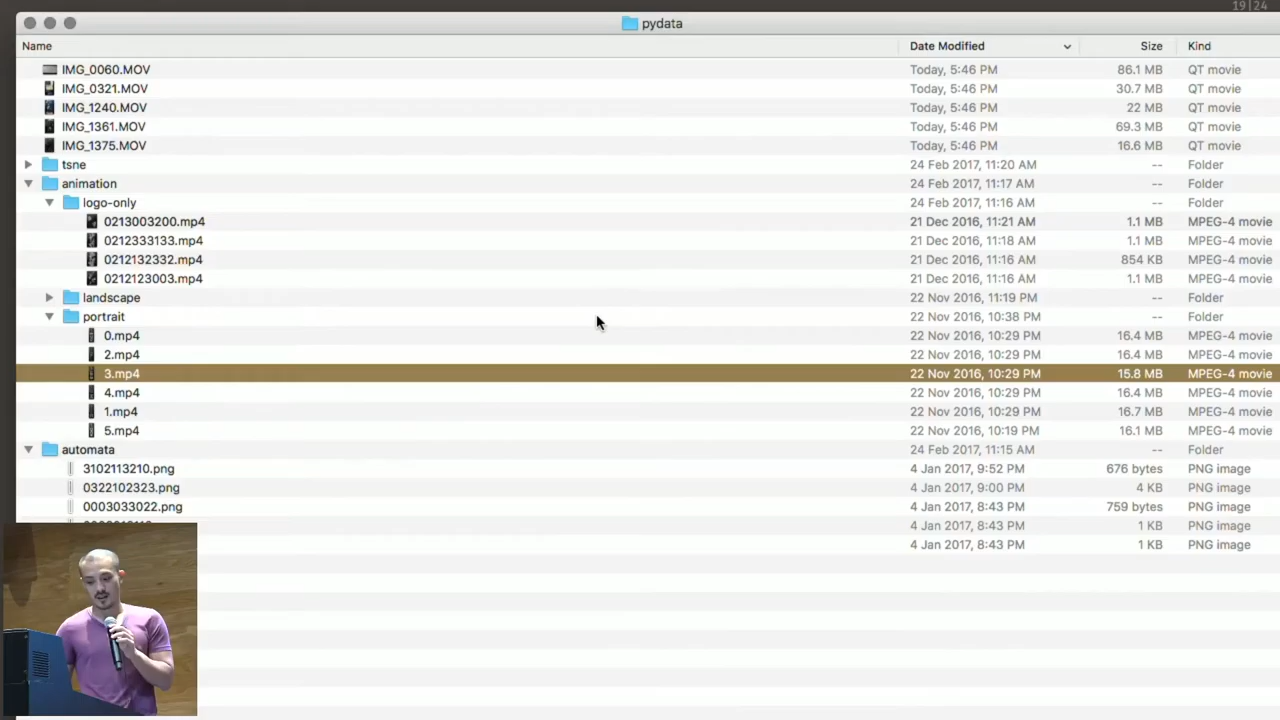 19|24
pydata
Name Date Modified Size Kind
IMG_0060.MOV Today, 5:46 PM 86.1 MB QT movie
IMG_0321.MOV Today, 5:46 PM 30.7 MB QT movie
IMG_1240.MOV Today, 5:46 PM 22 MB QT movie
IMG_1361.MOV Today, 5:46 PM 69.3 MB QT movie
IMG_1375.MOV Today, 5:46 PM 16.6 MB QT movie
tsne 24 Feb 2017, 11:20 AM -- Folder
animation 24 Feb 2017, 11:17 AM -- Folder
logo-only 24 Feb 2017, 11:16 AM -- Folder
0213003200.mp4 21 Dec 2016, 11:21 AM 1.1 MB MPEG-4 movie
0212333133.mp4 21 Dec 2016, 11:18 AM 1.1 MB MPEG-4 movie
0212132332.mp4 21 Dec 2016, 11:16 AM 854 KB MPEG-4 movie
0212123003.mp4 21 Dec 2016, 11:16 AM 1.1 MB MPEG-4 movie
landscape 22 Nov 2016, 11:19 PM -- Folder
portrait 22 Nov 2016, 10:38 PM -- Folder
0.mp4 22 Nov 2016, 10:29 PM 16.4 MB MPEG-4 movie
2.mp4 22 Nov 2016, 10:29 PM 16.4 MB MPEG-4 movie
3.mp4 22 Nov 2016, 10:29 PM 15.8 MB MPEG-4 movie
4.mp4 22 Nov 2016, 10:29 PM 16.4 MB MPEG-4 movie
1.mp4 22 Nov 2016, 10:29 PM 16.7 MB MPEG-4 movie
5.mp4 22 Nov 2016, 10:19 PM 16.1 MB MPEG-4 movie
automata 24 Feb 2017, 11:15 AM -- Folder
3102113210.png 4 Jan 2017, 9:52 PM 676 bytes PNG image
0322102323.png 4 Jan 2017, 9:00 PM 4 KB PNG image
0003033022.png 4 Jan 2017, 8:43 PM 759 bytes PNG image
4 Jan 2017, 8:43 PM 1 KB PNG image
4 Jan 2017, 8:43 PM 1 KB PNG image